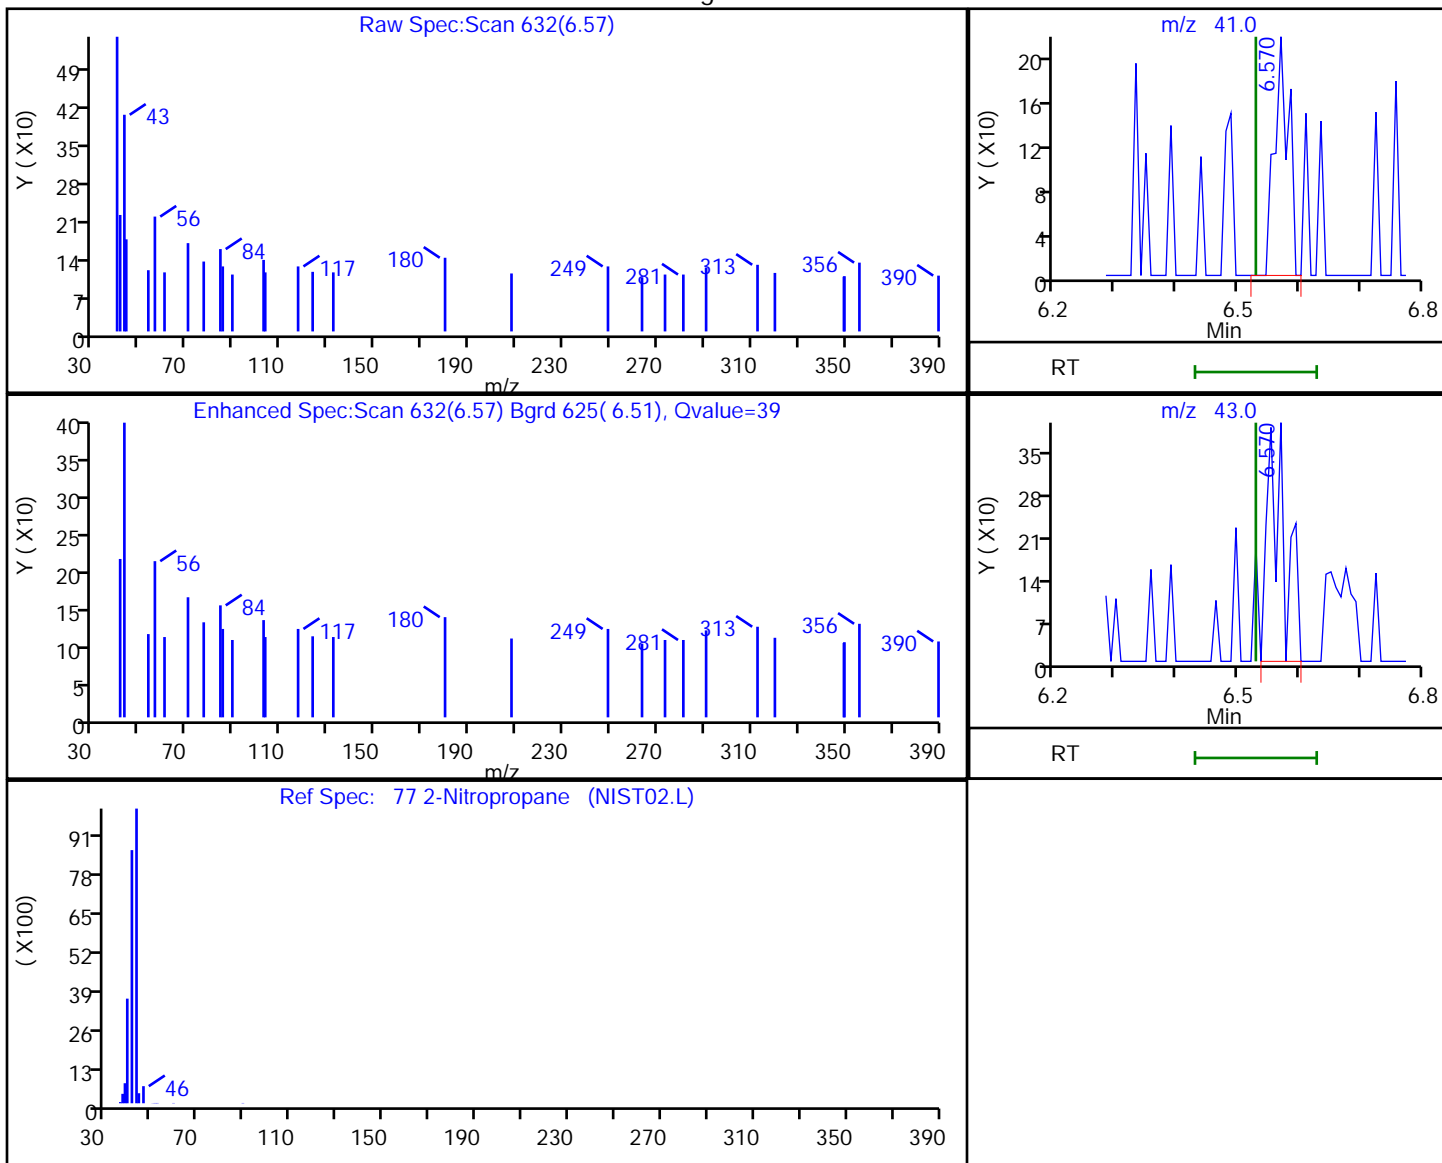 Raw Spec:Scan 632(6.57)
Y ( X10)
49
42
35
28
21
14
7
0
43
56
84
117
180
249
281
313
356
390
30 70 110 150 190 230 270 310 350 390
m/z
m/z 41.0
Y ( X10)
20
16
12
8
4
0
6.570
6.2 6.5 6.8
Min
RT
Enhanced Spec:Scan 632(6.57) Bgrd 625( 6.51), Qvalue=39
Y ( X10)
40
35
30
25
20
15
10
5
0
56
84
117
180
249
281
313
356
390
30 70 110 150 190 230 270 310 350 390
m/z
m/z 43.0
Y ( X10)
35
28
21
14
7
0
6.570
6.2 6.5 6.8
Min
RT
Ref Spec: 77 2-Nitropropane (NIST02.L)
( X100)
91
78
65
52
39
26
13
0
46
30 70 110 150 190 230 270 310 350 390